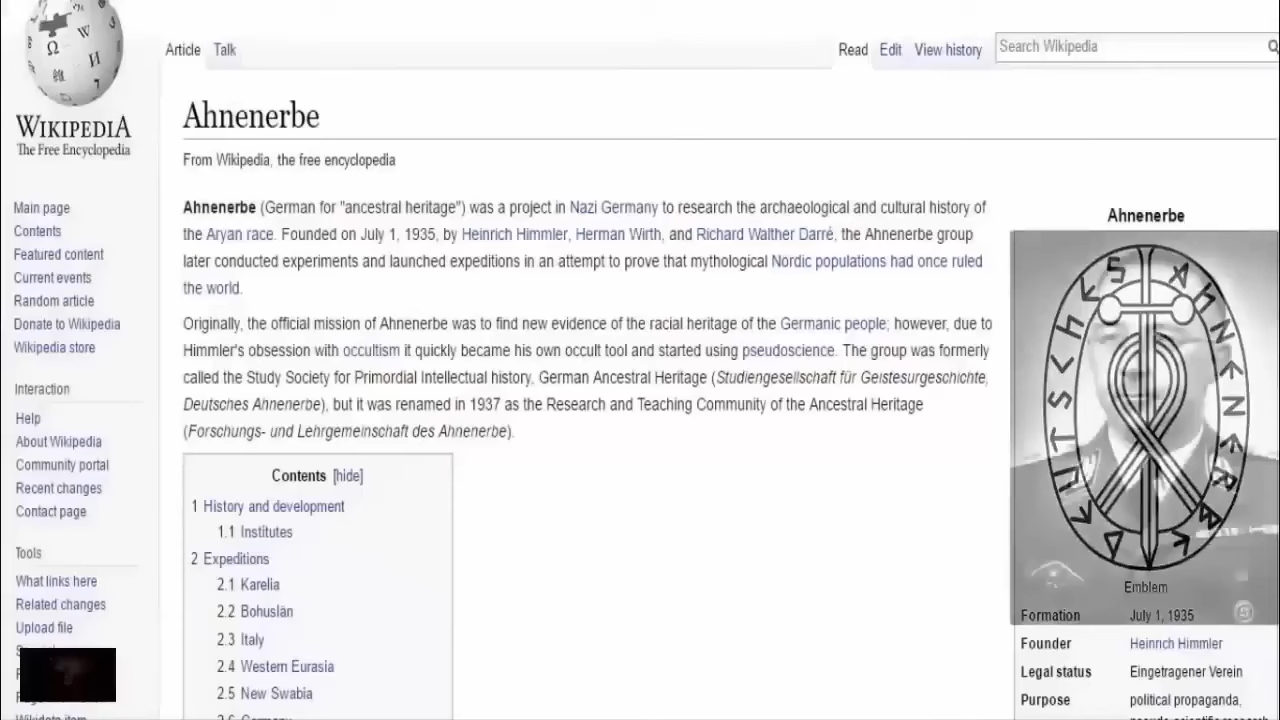 Article Talk
Read Edit View history Search Wikipedia
WIKIPEDIA
The Free Encyclopedia
Ahnenerbe
From Wikipedia, the free encyclopedia
Main page
Contents
Featured content
Current events
Random article
Donate to Wikipedia
Wikipedia store
Interaction
Help
About Wikipedia
Community portal
Recent changes
Contact page
Tools
What links here
Related changes
Upload file
Wikidata item
Ahnenerbe (German for "ancestral heritage") was a project in Nazi Germany to research the archaeological and cultural history of
the Aryan race. Founded on July 1, 1935, by Heinrich Himmler, Herman Wirth, and Richard Walther Darré, the Ahnenerbe group
later conducted experiments and launched expeditions in an attempt to prove that mythological Nordic populations had once ruled
the world.
Originally, the official mission of Ahnenerbe was to find new evidence of the racial heritage of the Germanic people; however, due to
Himmler's obsession with occultism it quickly became his own occult tool and started using pseudoscience. The group was formerly
called the Study Society for Primordial Intellectual history, German Ancestral Heritage (Studiengesellschaft für Geistesurgeschichte,
Deutsches Ahnenerbe), but it was renamed in 1937 as the Research and Teaching Community of the Ancestral Heritage
(Forschungs- und Lehrgemeinschaft des Ahnenerbe).
Contents [hide]
1 History and development
1.1 Institutes
2 Expeditions
2.1 Karelia
2.2 Bohuslän
2.3 Italy
2.4 Western Eurasia
2.5 New Swabia
2.6 Germany
Ahnenerbe
DEUTSCHES AHNENERBE
Emblem
Formation July 1, 1935
Founder Heinrich Himmler
Legal status Eingetragener Verein
Purpose political propaganda,
pseudo-scientific research